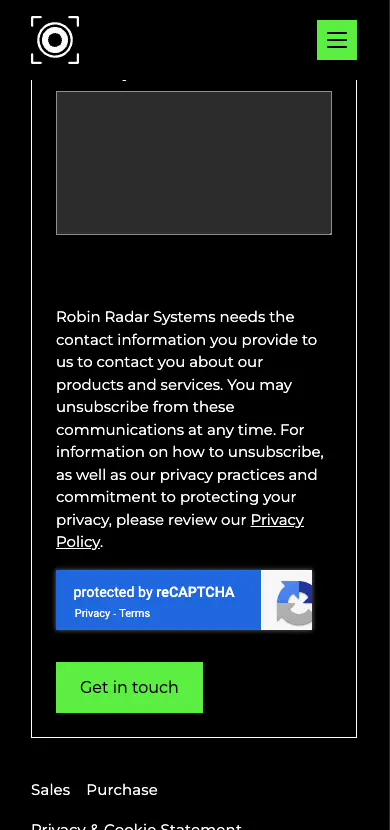 Robin Radar Systems needs the
contact information you provide to
us to contact you about our
products and services. You may
unsubscribe from these
communications at any time. For
information on how to unsubscribe,
as well as our privacy practices and
commitment to protecting your
privacy, please review our Privacy
Policy.
protected by reCAPTCHA
Privacy - Terms
Get in touch
Sales Purchase
Privacy & Cookie Statement